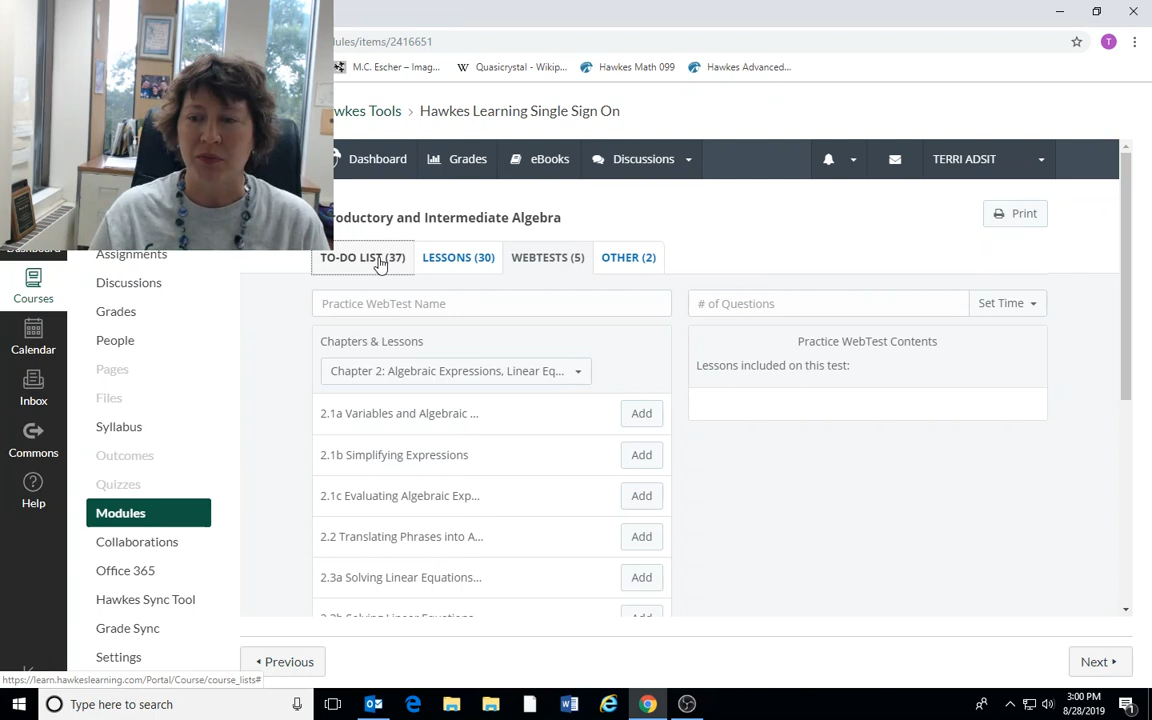 ules/items/2416651
M.C. Escher – Imag...
Quasicrystal - Wikip...
Hawkes Math 099
Hawkes Advanced...
T
wkes Tools > Hawkes Learning Single Sign On
Dashboard
Grades
eBooks
Discussions
TERRI ADSIT
roductory and Intermediate Algebra
Print
TO-DO LIST (37)
LESSONS (30)
WEBTESTS (5)
OTHER (2)
Assignments
Discussions
Grades
People
Pages
Files
Syllabus
Outcomes
Quizzes
Modules
Collaborations
Office 365
Hawkes Sync Tool
Grade Sync
Settings
Courses
Calendar
Inbox
Commons
Help
Practice WebTest Name
# of Questions
Set Time
Chapters & Lessons
Chapter 2: Algebraic Expressions, Linear Eq...
2.1a Variables and Algebraic ...
Add
2.1b Simplifying Expressions
Add
2.1c Evaluating Algebraic Exp...
Add
2.2 Translating Phrases into A...
Add
2.3a Solving Linear Equations...
Add
Practice WebTest Contents
Lessons included on this test:
Previous
Next
https://learn.hawkeslearning.com/Portal/Course/course_lists#
Type here to search
3:00 PM
8/28/2019
1